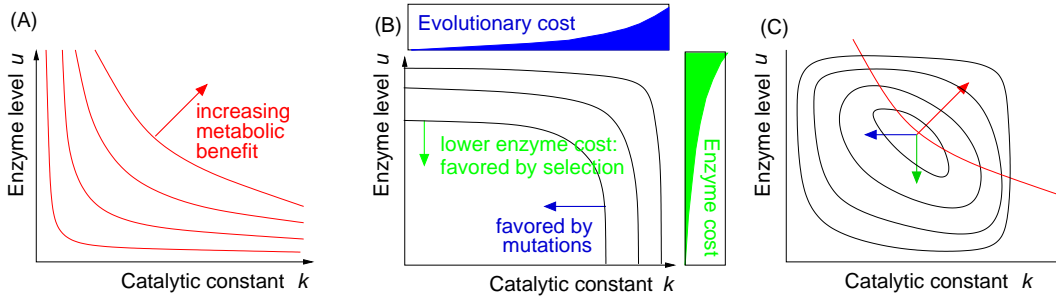 (A)
Enzyme level u
increasing
metabolic
benefit
Catalytic constant k
(B)
Evolutionary cost
Enzyme level u
lower enzyme cost:
favored by selection
favored by
mutations
Enzyme cost
Catalytic constant k
(C)
Enzyme level u
Catalytic constant k